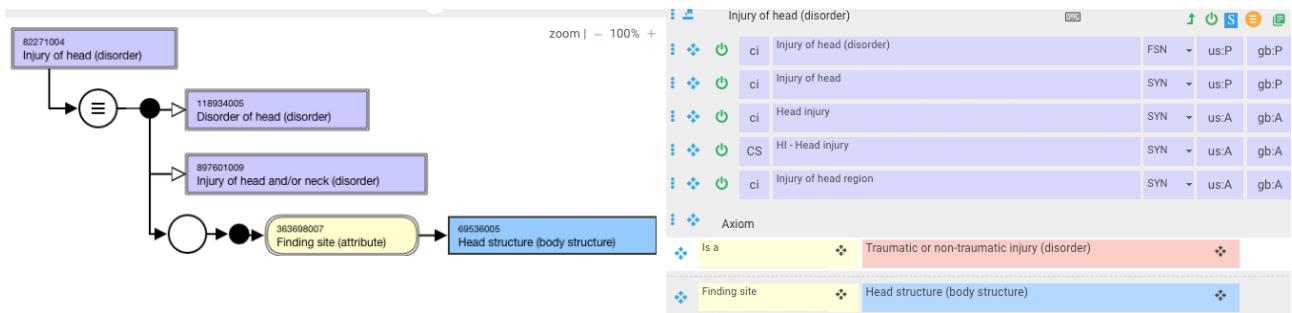 zoom | − 100% +
82271004
Injury of head (disorder)
118934005
Disorder of head (disorder)
897601009
Injury of head and/or neck (disorder)
363698007
Finding site (attribute)
69536005
Head structure (body structure)
Injury of head (disorder) S
ci Injury of head (disorder) FSN us:P gb:P
ci Injury of head SYN us:P gb:P
ci Head injury SYN us:A gb:A
CS HI - Head injury SYN us:A gb:A
ci Injury of head region SYN us:A gb:A
Axiom
Is a Traumatic or non-traumatic injury (disorder)
Finding site Head structure (body structure)